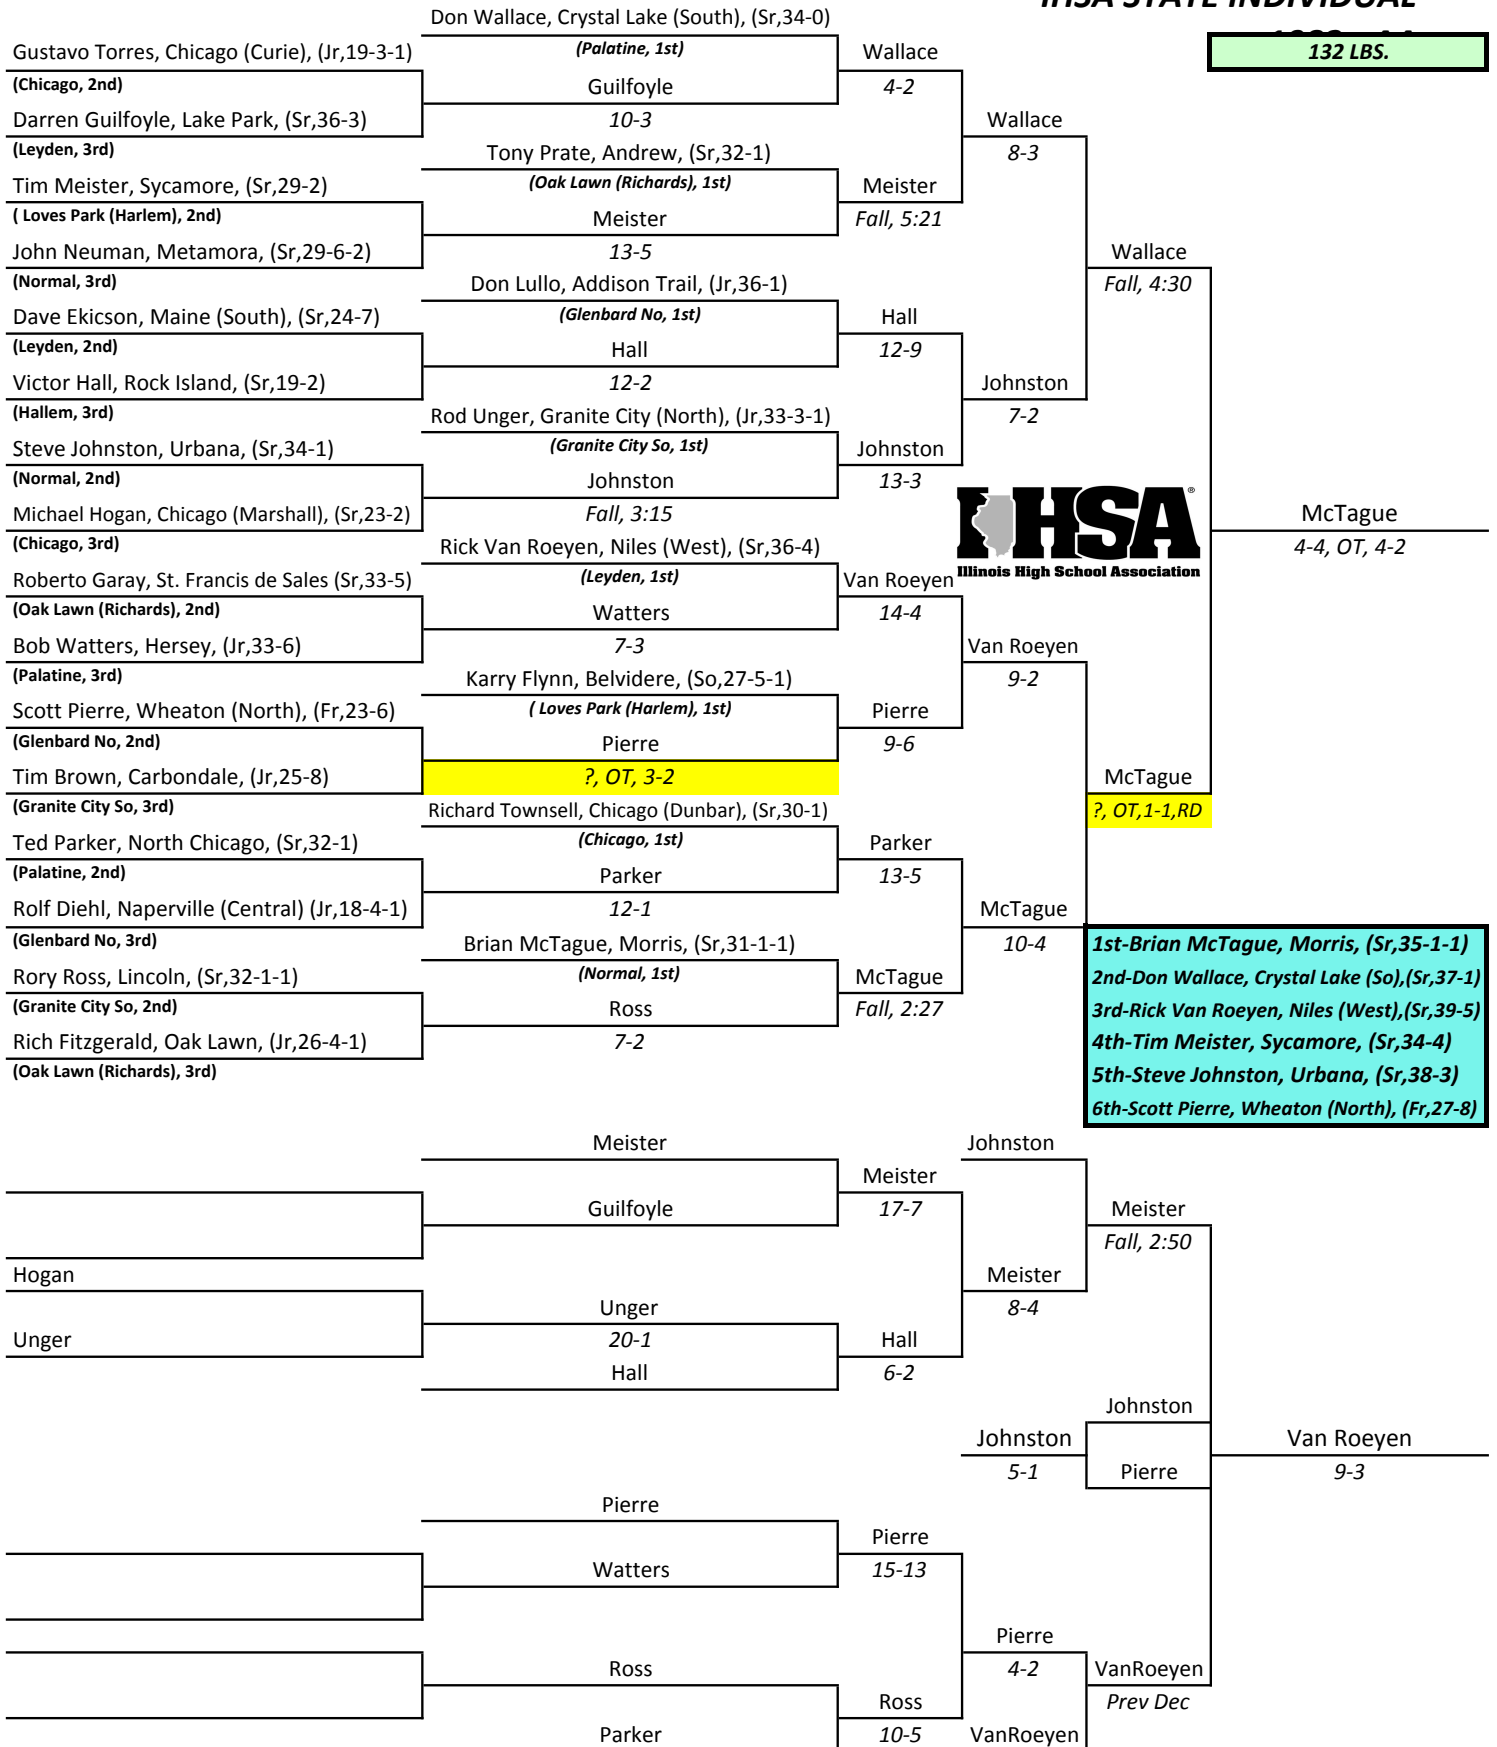 IHSA STATE INDIVIDUAL
132 LBS.
Don Wallace, Crystal Lake (South), (Sr,34-0)
Gustavo Torres, Chicago (Curie), (Jr,19-3-1)
(Palatine, 1st)
Wallace
(Chicago, 2nd)
Guilfoyle
4-2
Darren Guilfoyle, Lake Park, (Sr,36-3)
10-3
Wallace
(Leyden, 3rd)
Tony Prate, Andrew, (Sr,32-1)
8-3
Tim Meister, Sycamore, (Sr,29-2)
(Oak Lawn (Richards), 1st)
Meister
( Loves Park (Harlem), 2nd)
Meister
Fall, 5:21
John Neuman, Metamora, (Sr,29-6-2)
13-5
Wallace
(Normal, 3rd)
Don Lullo, Addison Trail, (Jr,36-1)
Fall, 4:30
Dave Ekicson, Maine (South), (Sr,24-7)
(Glenbard No, 1st)
Hall
(Leyden, 2nd)
Hall
12-9
Victor Hall, Rock Island, (Sr,19-2)
12-2
Johnston
(Hallem, 3rd)
Rod Unger, Granite City (North), (Jr,33-3-1)
7-2
Steve Johnston, Urbana, (Sr,34-1)
(Granite City So, 1st)
Johnston
(Normal, 2nd)
Johnston
13-3
Michael Hogan, Chicago (Marshall), (Sr,23-2)
Fall, 3:15
IHSA®
McTague
(Chicago, 3rd)
Rick Van Roeyen, Niles (West), (Sr,36-4)
4-4, OT, 4-2
Roberto Garay, St. Francis de Sales (Sr,33-5)
(Leyden, 1st)
Van Roeyen
Illinois High School Association
(Oak Lawn (Richards), 2nd)
Watters
14-4
Bob Watters, Hersey, (Jr,33-6)
7-3
Van Roeyen
(Palatine, 3rd)
Karry Flynn, Belvidere, (So,27-5-1)
9-2
Scott Pierre, Wheaton (North), (Fr,23-6)
( Loves Park (Harlem), 1st)
Pierre
(Glenbard No, 2nd)
Pierre
9-6
Tim Brown, Carbondale, (Jr,25-8)
?, OT, 3-2
McTague
(Granite City So, 3rd)
Richard Townsell, Chicago (Dunbar), (Sr,30-1)
?, OT,1-1,RD
Ted Parker, North Chicago, (Sr,32-1)
(Chicago, 1st)
Parker
(Palatine, 2nd)
Parker
13-5
Rolf Diehl, Naperville (Central) (Jr,18-4-1)
12-1
McTague
(Glenbard No, 3rd)
Brian McTague, Morris, (Sr,31-1-1)
10-4
1st-Brian McTague, Morris, (Sr,35-1-1)
Rory Ross, Lincoln, (Sr,32-1-1)
(Normal, 1st)
McTague
2nd-Don Wallace, Crystal Lake (So),(Sr,37-1)
(Granite City So, 2nd)
Ross
Fall, 2:27
3rd-Rick Van Roeyen, Niles (West),(Sr,39-5)
Rich Fitzgerald, Oak Lawn, (Jr,26-4-1)
7-2
4th-Tim Meister, Sycamore, (Sr,34-4)
(Oak Lawn (Richards), 3rd)
5th-Steve Johnston, Urbana, (Sr,38-3)
6th-Scott Pierre, Wheaton (North), (Fr,27-8)
Meister
Johnston
Meister
Guilfoyle
17-7
Meister
Fall, 2:50
Hogan
Meister
Unger
8-4
Unger
20-1
Hall
Hall
6-2
Johnston
Johnston
Van Roeyen
5-1
Pierre
9-3
Pierre
Pierre
Watters
15-13
Pierre
Ross
4-2
VanRoeyen
Ross
Prev Dec
Parker
10-5
VanRoeyen